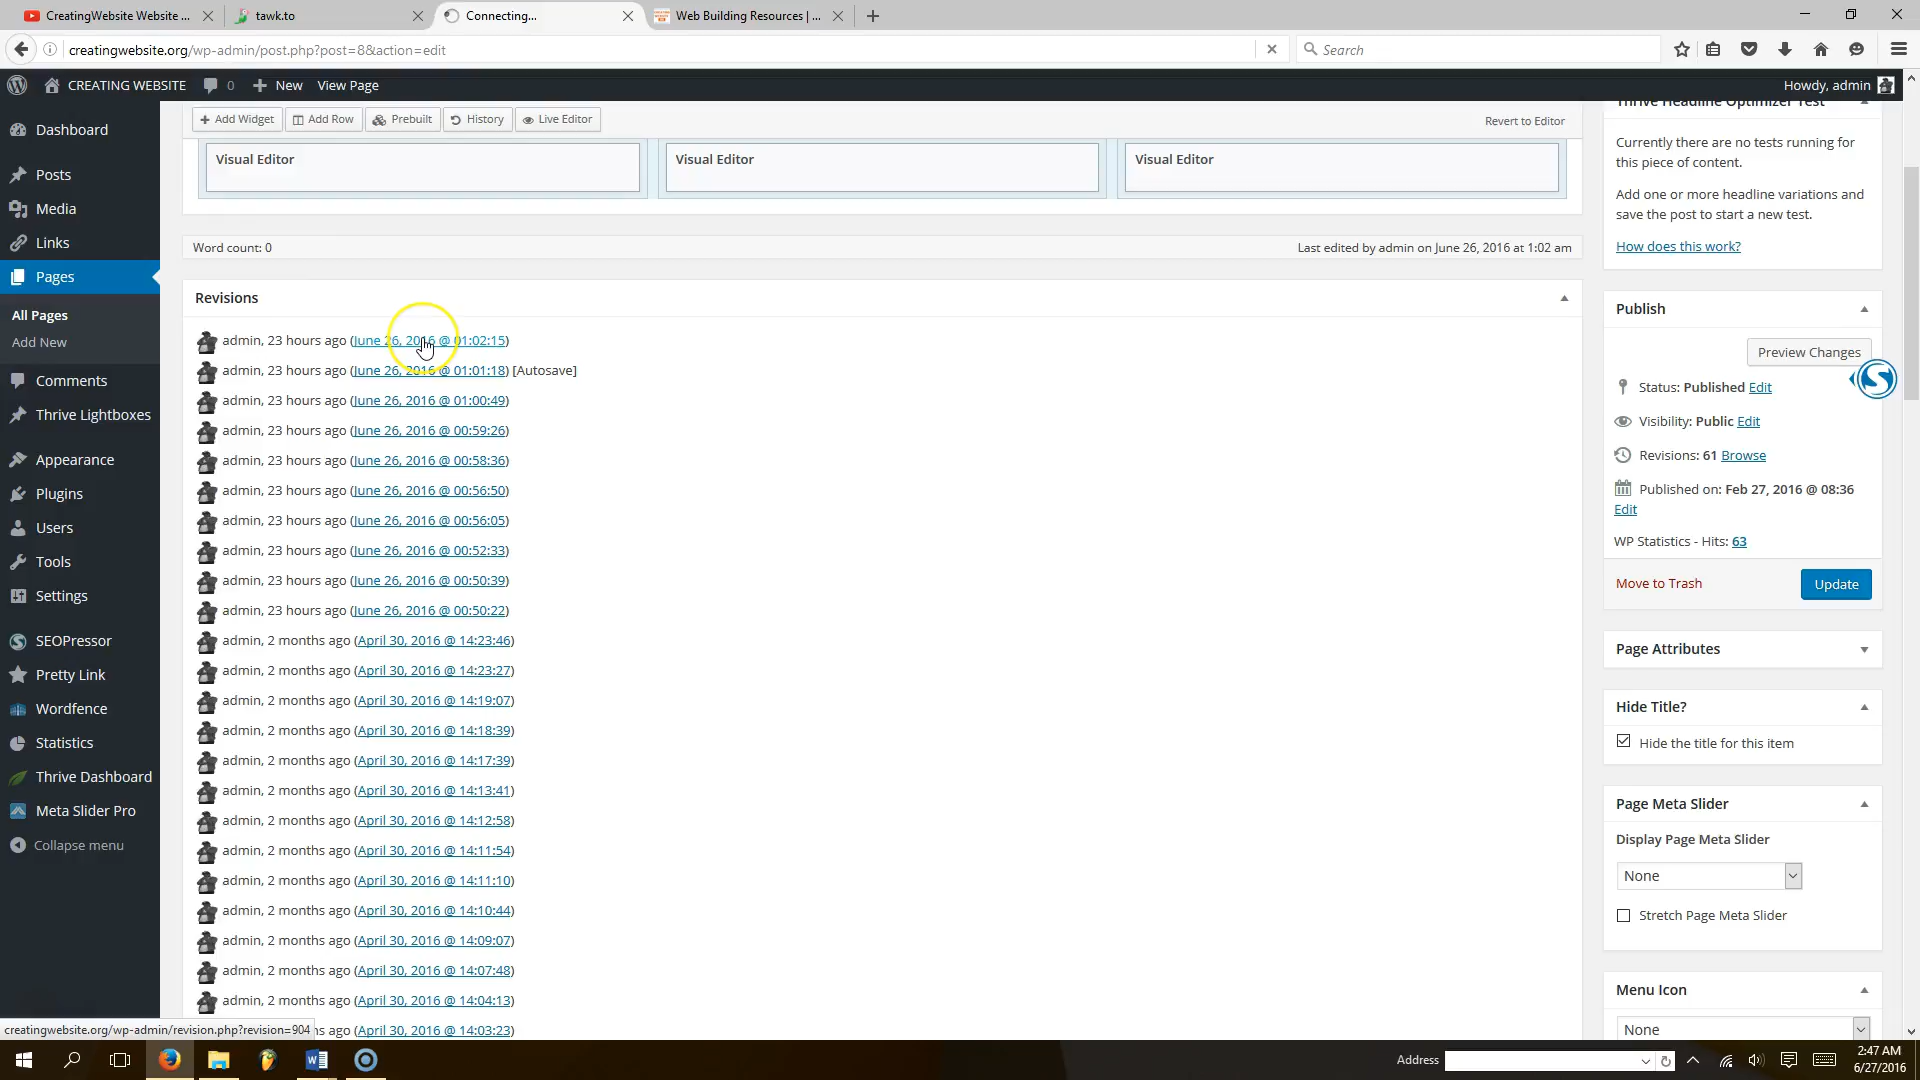 CreatingWebsite Website ...
tawk.to
Connecting...
Web Building Resources | ...
creatingwebsite.org/wp-admin/post.php?post=8&action=edit
Search
CREATING WEBSITE
0
New
View Page
Howdy, admin
Dashboard
Posts
Media
Links
Pages
All Pages
Add New
Comments
Thrive Lightboxes
Appearance
Plugins
Users
Tools
Settings
SEOPressor
Pretty Link
Wordfence
Statistics
Thrive Dashboard
Meta Slider Pro
Collapse menu
Add Widget
Add Row
Prebuilt
History
Live Editor
Revert to Editor
Visual Editor
Visual Editor
Visual Editor
Word count: 0
Last edited by admin on June 26, 2016 at 1:02 am
Revisions
admin, 23 hours ago (June 26, 2016 @ 01:02:15)
admin, 23 hours ago (June 26, 2016 @ 01:01:18) [Autosave]
admin, 23 hours ago (June 26, 2016 @ 01:00:49)
admin, 23 hours ago (June 26, 2016 @ 00:59:26)
admin, 23 hours ago (June 26, 2016 @ 00:58:36)
admin, 23 hours ago (June 26, 2016 @ 00:56:50)
admin, 23 hours ago (June 26, 2016 @ 00:56:05)
admin, 23 hours ago (June 26, 2016 @ 00:52:33)
admin, 23 hours ago (June 26, 2016 @ 00:50:39)
admin, 23 hours ago (June 26, 2016 @ 00:50:22)
admin, 2 months ago (April 30, 2016 @ 14:23:46)
admin, 2 months ago (April 30, 2016 @ 14:23:27)
admin, 2 months ago (April 30, 2016 @ 14:19:07)
admin, 2 months ago (April 30, 2016 @ 14:18:39)
admin, 2 months ago (April 30, 2016 @ 14:17:39)
admin, 2 months ago (April 30, 2016 @ 14:13:41)
admin, 2 months ago (April 30, 2016 @ 14:12:58)
admin, 2 months ago (April 30, 2016 @ 14:11:54)
admin, 2 months ago (April 30, 2016 @ 14:11:10)
admin, 2 months ago (April 30, 2016 @ 14:10:44)
admin, 2 months ago (April 30, 2016 @ 14:09:07)
admin, 2 months ago (April 30, 2016 @ 14:07:48)
admin, 2 months ago (April 30, 2016 @ 14:04:13)
s ago (April 30, 2016 @ 14:03:23)
creatingwebsite.org/wp-admin/revision.php?revision=904
Thrive Headline Optimizer Test
Currently there are no tests running for
this piece of content.
Add one or more headline variations and
save the post to start a new test.
How does this work?
Publish
Preview Changes
Status: Published Edit
Visibility: Public Edit
Revisions: 61 Browse
Published on: Feb 27, 2016 @ 08:36
Edit
WP Statistics - Hits: 63
Move to Trash
Update
Page Attributes
Hide Title?
Hide the title for this item
Page Meta Slider
Display Page Meta Slider
None
Stretch Page Meta Slider
Menu Icon
None
Address
2:47 AM
6/27/2016